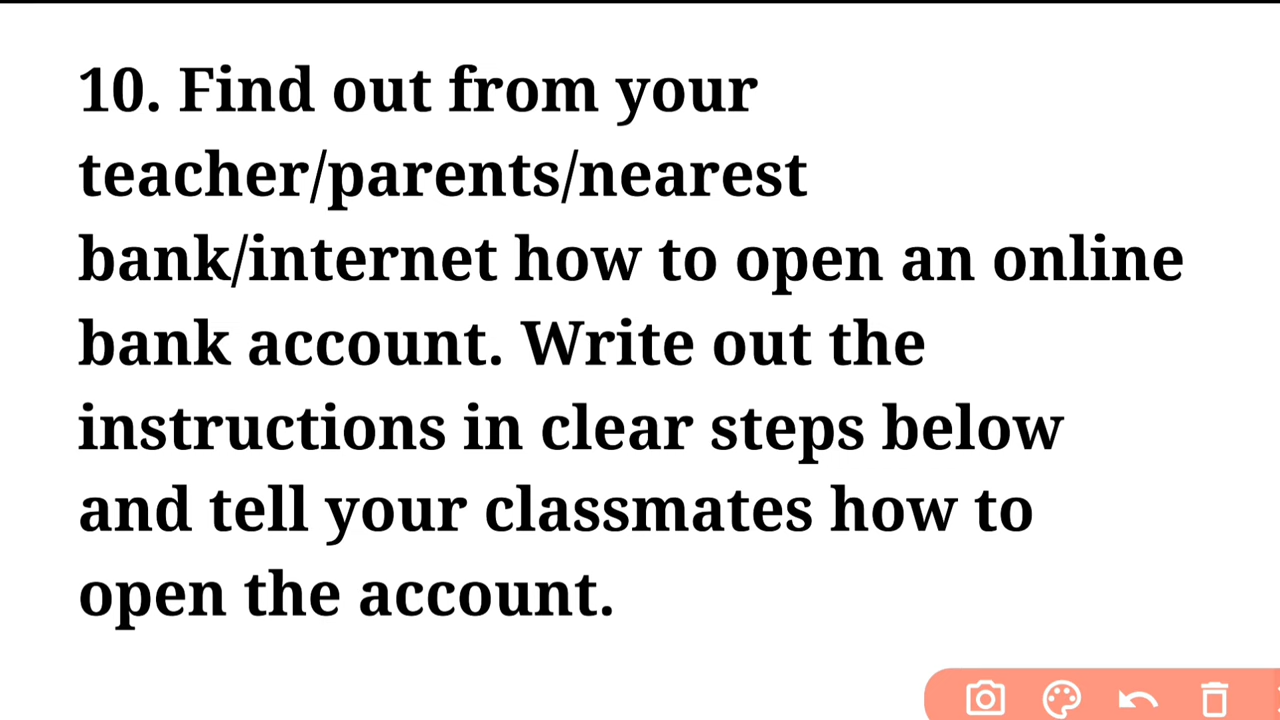 10. Find out from your
teacher/parents/nearest
bank/internet how to open an online
bank account. Write out the
instructions in clear steps below
and tell your classmates how to
open the account.